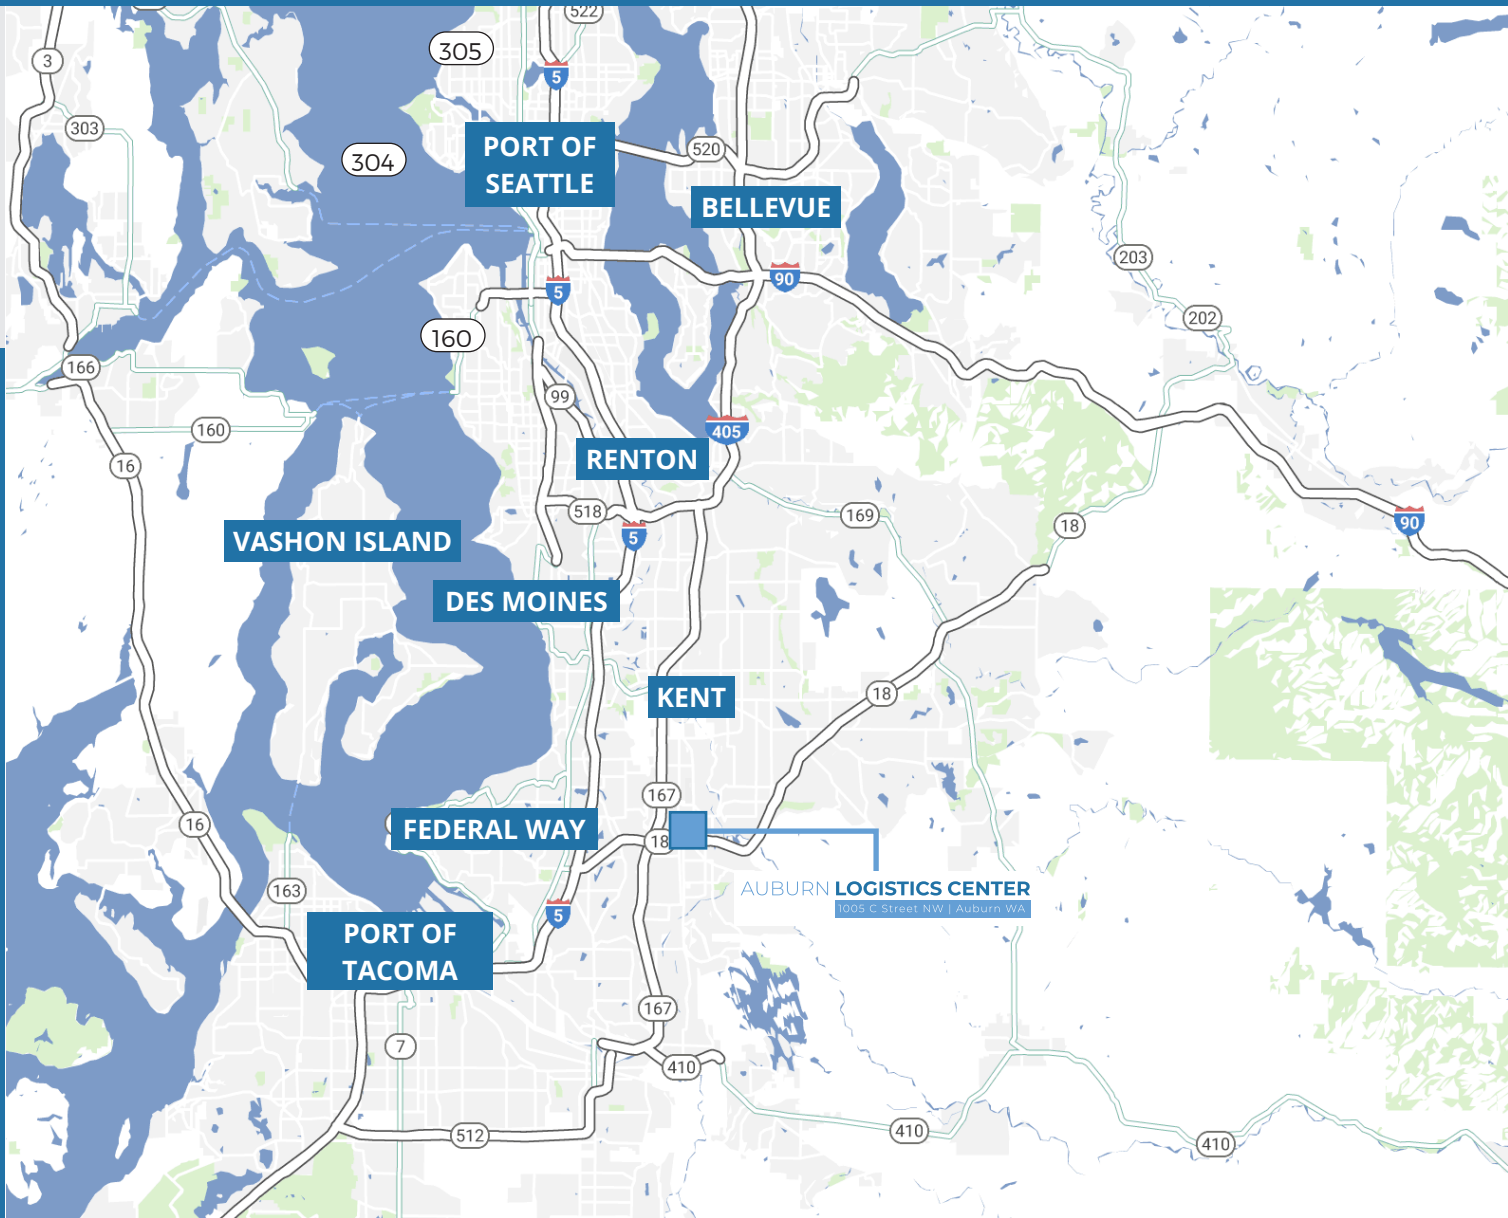 522
305
3
5
303
520
304
PORT OF
SEATTLE
BELLEVUE
203
90
5
202
160
166
99
405
160
RENTON
16
518
169
90
18
5
VASHON ISLAND
DES MOINES
KENT
18
167
16
FEDERAL WAY
18
AUBURN LOGISTICS CENTER
1005 C Street NW | Auburn WA
163
5
PORT OF
TACOMA
167
7
410
512
410
410